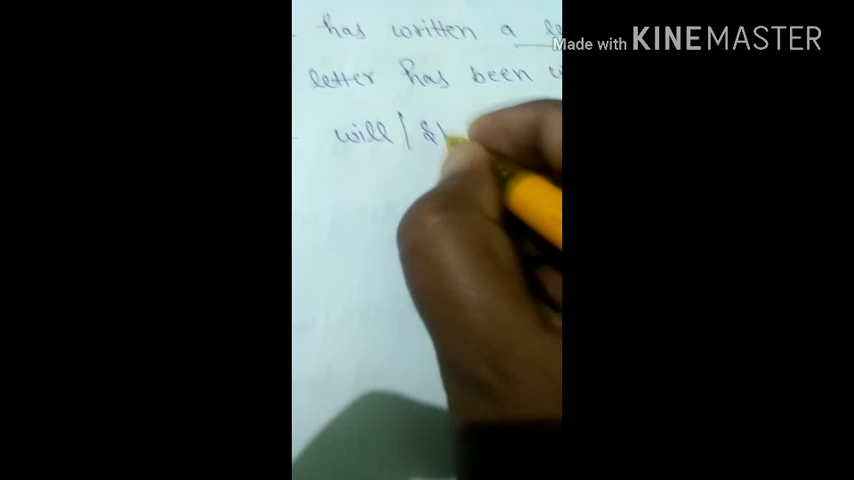 has written a
Made with KINEMASTER
letter has been
will /